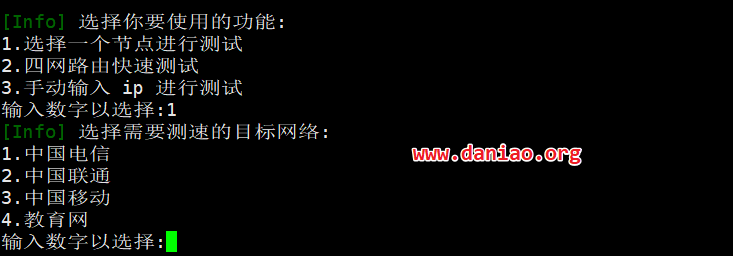 [Info] 选择你要使用的功能:
1.选择一个节点进行测试
2.四网路由快速测试
3.手动输入 ip 进行测试
输入数字以选择:1
[Info] 选择需要测速的目标网络:
1.中国电信
www.daniao.org
2.中国联通
3.中国移动
4.教育网
输入数字以选择: